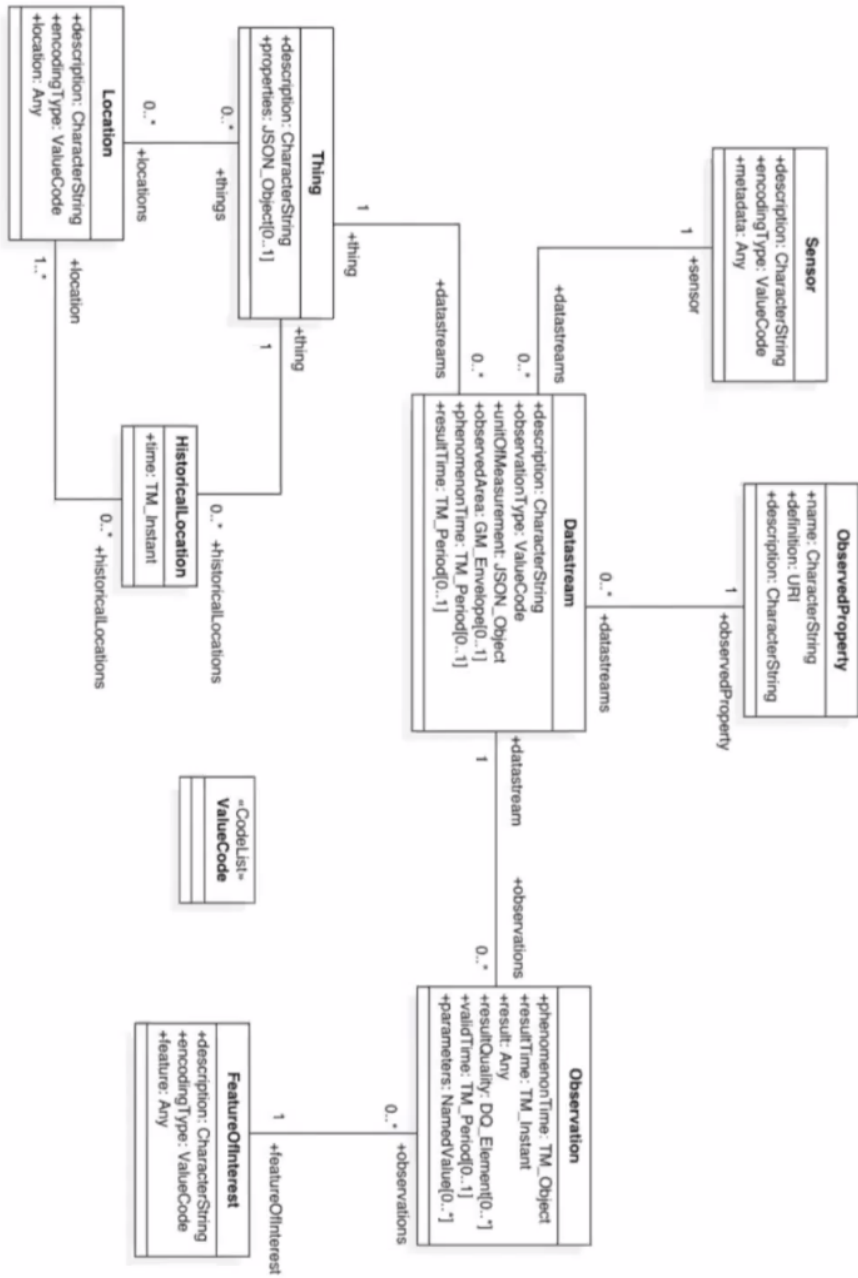 Sensor
+description: CharacterString
+encodingType: ValueCode
+metadata: Any
1
+sensor
+datastreams
0..*
ObservedProperty
+name: CharacterString
+definition: URI
+description: CharacterString
1
+observedProperty
0..*
+datastreams
Thing
+description: CharacterString
+properties: JSON_Object[0..1]
1
+thing
+datastreams
0..*
Datastream
+description: CharacterString
+observationType: ValueCode
+unitOfMeasurement: JSON_Object
+observedArea: GM_Envelope[0..1]
+phenomenonTime: TM_Period[0..1]
+resultTime: TM_Period[0..1]
+datastream
1
+observations
0..*
Observation
+phenomenonTime: TM_Object
+resultTime: TM_Instant
+result: Any
+resultQuality: DQ_Element[0..*]
+validTime: TM_Period[0..1]
+parameters: NamedValue[0..*]
0..*
+things
0..*
+locations
+thing
1
0..*
+historicalLocations
Location
+description: CharacterString
+encodingType: ValueCode
+location: Any
+location
1..*
HistoricalLocation
+time: TM_Instant
0..*
+historicalLocations
«CodeList»
ValueCode
0..*
+observations
1
+featureOfInterest
FeatureOfInterest
+description: CharacterString
+encodingType: ValueCode
+feature: Any